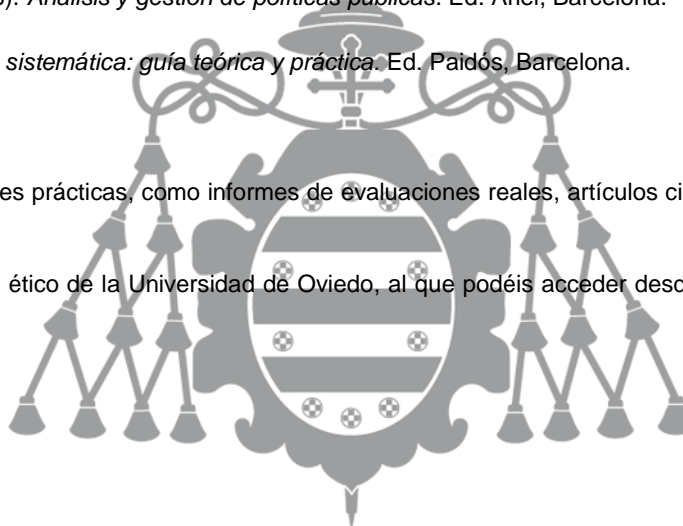 ). Análisis y gestión de políticas públicas. Ed. Ariel, Barcelona.
sistemática: guía teórica y práctica. Ed. Paidós, Barcelona.
es prácticas, como informes de evaluaciones reales, artículos ci
ético de la Universidad de Oviedo, al que podéis acceder desd